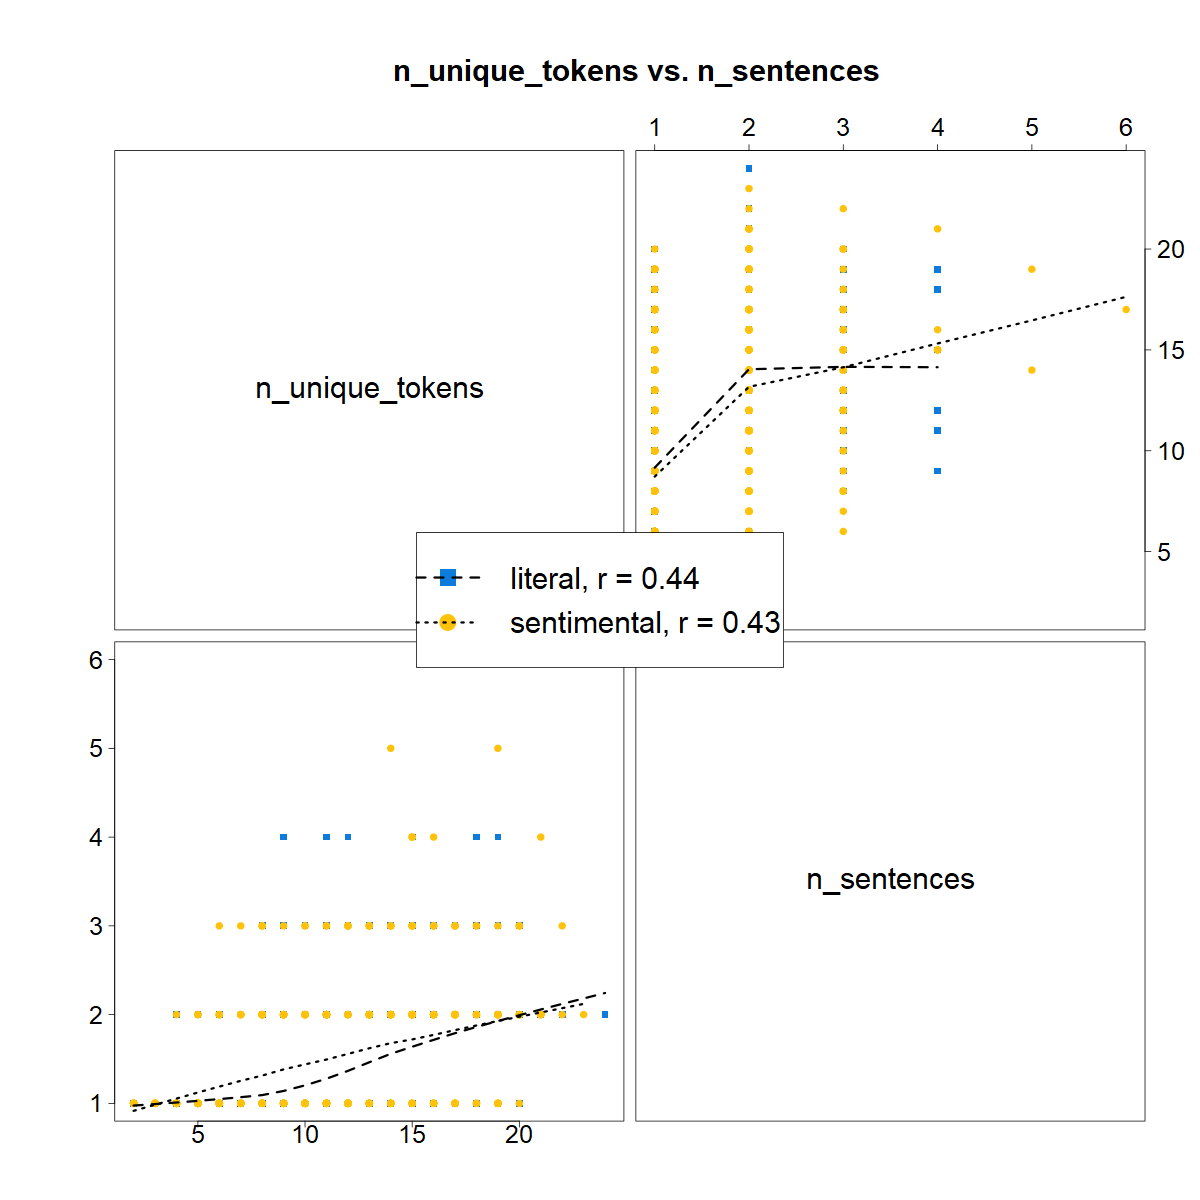 n_unique_tokens vs. n_sentences
1 2 3 4 5 6
n_unique_tokens
20
15
10
5
literal, r = 0.44
sentimental, r = 0.43
6
5
4
3
2
1
n_sentences
5 10 15 20